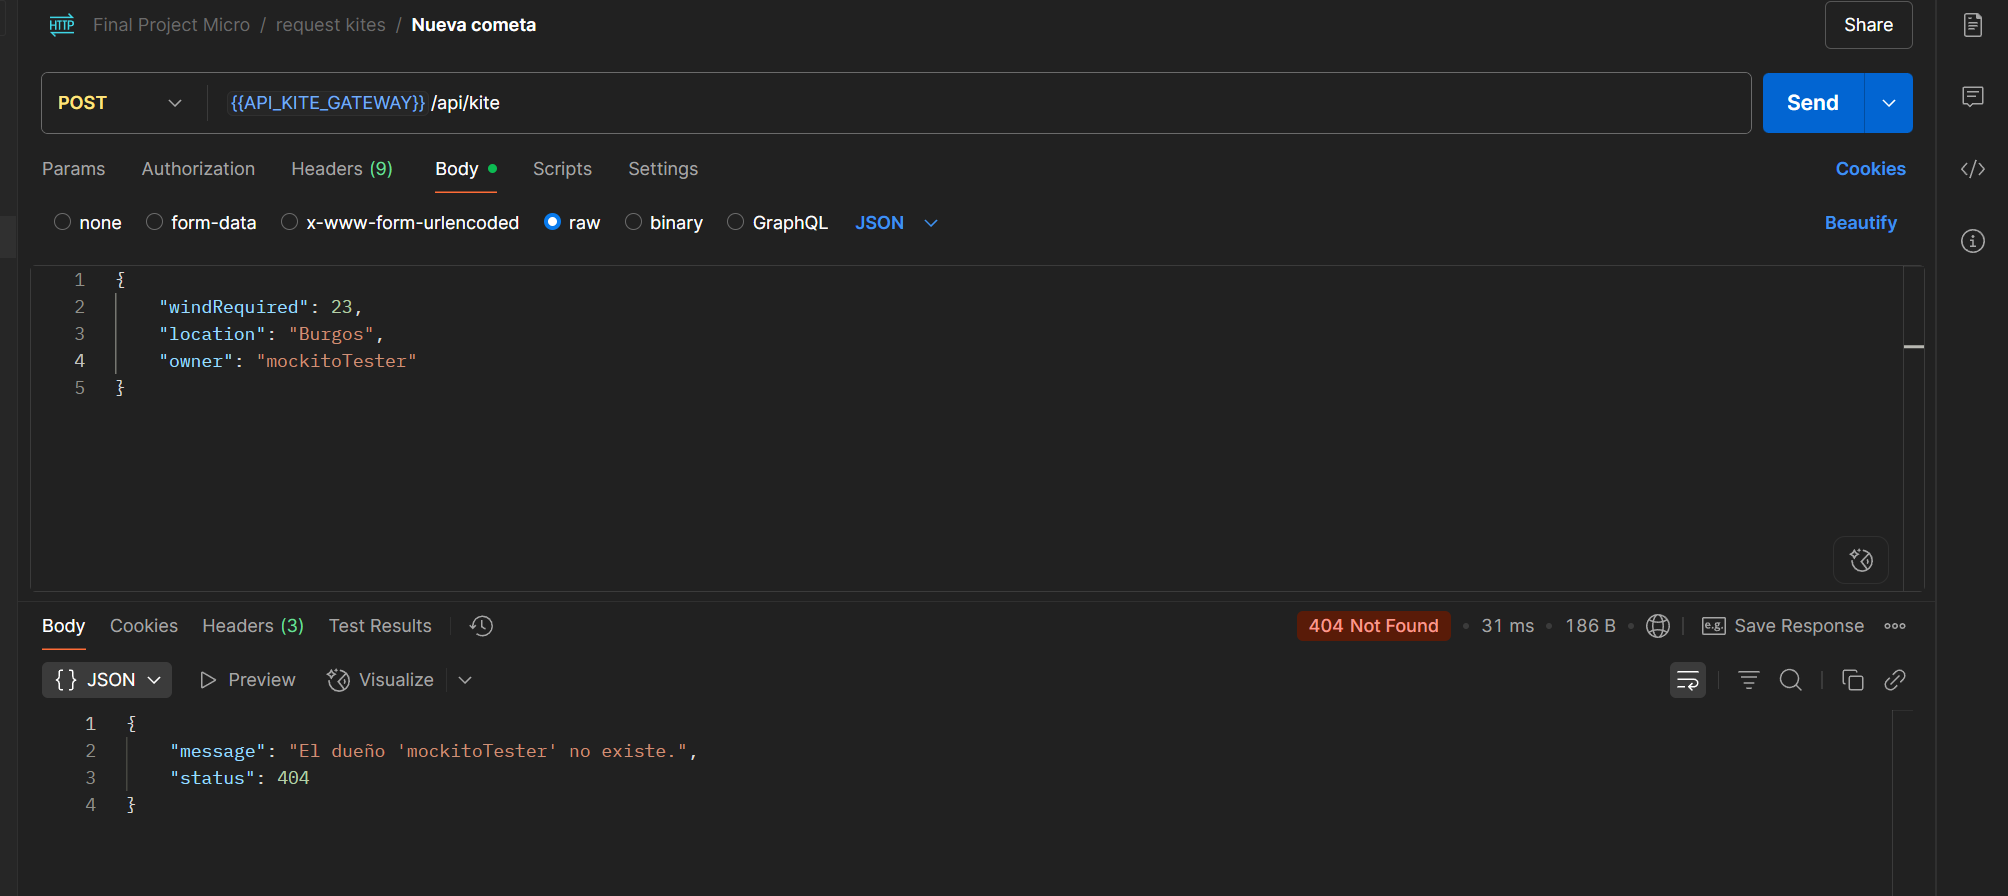 HTTP Final Project Micro / request kites / Nueva cometa
Share
POST {{API_KITE_GATEWAY}} /api/kite
Send
Params Authorization Headers (9) Body Scripts Settings
Cookies
none form-data x-www-form-urlencoded raw binary GraphQL JSON
Beautify
1 {
2 "windRequired": 23,
3 "location": "Burgos",
4 "owner": "mockitoTester"
5 }
Body Cookies Headers (3) Test Results
404 Not Found • 31 ms • 186 B • e.g. Save Response
{} JSON Preview Visualize
1 {
2 "message": "El dueño 'mockitoTester' no existe.",
3 "status": 404
4 }